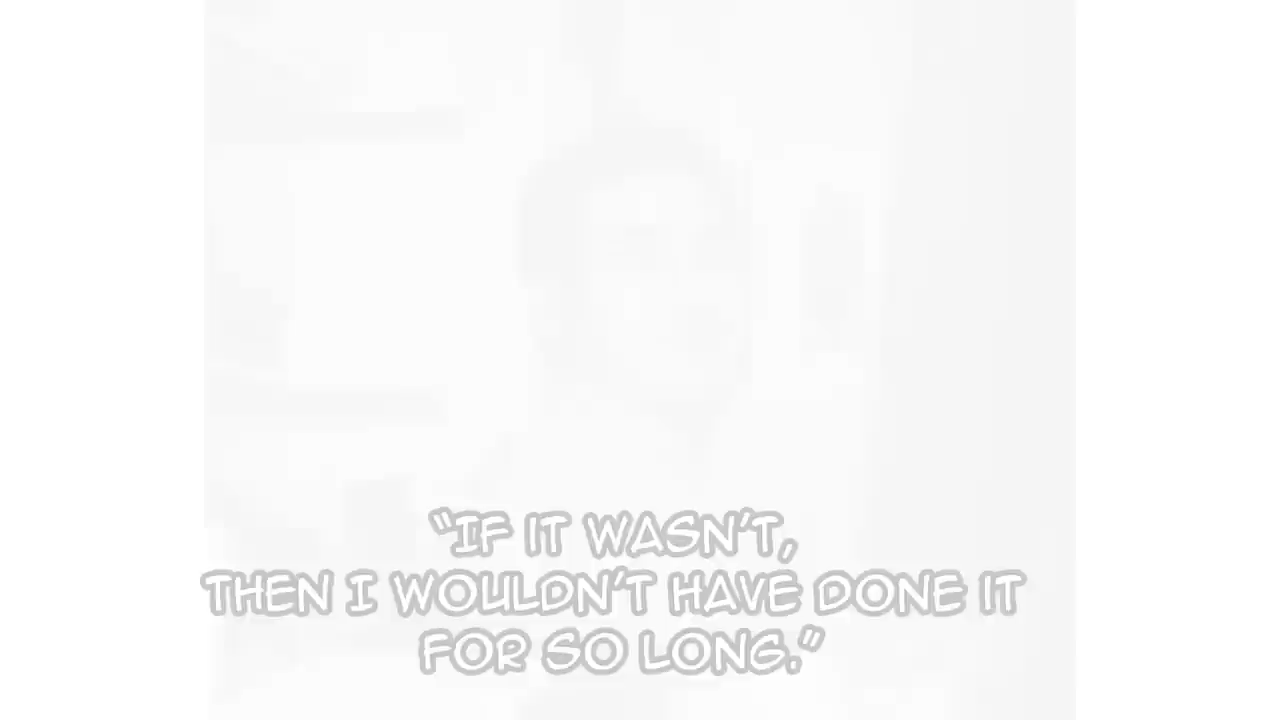 “IF IT WASN’T,
THEN I WOULDN’T HAVE DONE IT
FOR SO LONG.”